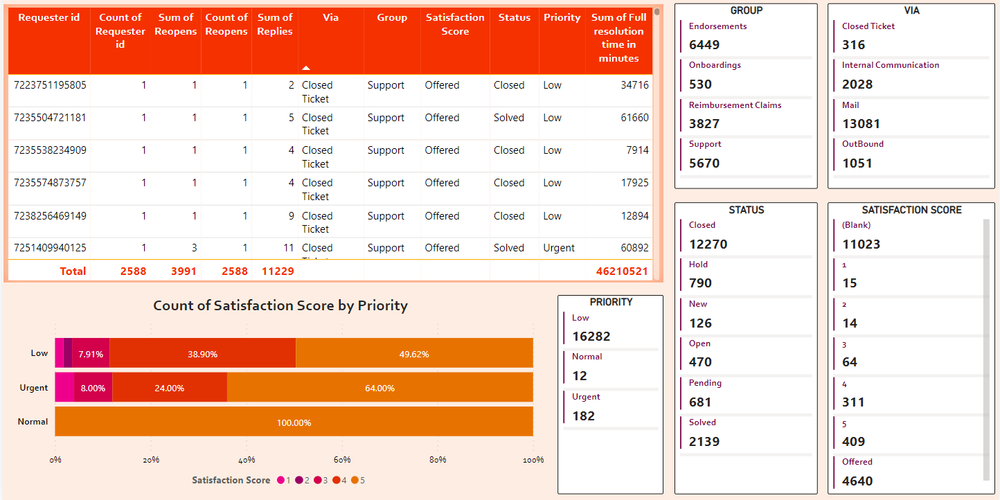 Requester id Count of Requester id Sum of Reopens Count of Reopens Sum of Replies Via Group Satisfaction Score Status Priority Sum of Full resolution time in minutes
7223751195805 1 1 1 2 Closed Ticket Support Offered Closed Low 34716
7235504721181 1 1 1 5 Closed Ticket Support Offered Solved Low 61660
7235538234909 1 1 1 4 Closed Ticket Support Offered Closed Low 7914
7235574873757 1 1 1 4 Closed Ticket Support Offered Closed Low 17925
7238256469149 1 1 1 9 Closed Ticket Support Offered Closed Low 12894
7251409940125 1 3 1 11 Closed Support Offered Solved Urgent 60892
Total 2588 3991 2588 11229 46210521
GROUP
Endorsements
6449
Onboardings
530
Reimbursement Claims
3827
Support
5670
VIA
Closed Ticket
316
Internal Communication
2028
Mail
13081
OutBound
1051
Count of Satisfaction Score by Priority
Low 7.91% 38.90% 49.62%
Urgent 8.00% 24.00% 64.00%
Normal 100.00%
0% 20% 40% 60% 80% 100%
Satisfaction Score 1 2 3 4 5
PRIORITY
Low
16282
Normal
12
Urgent
182
STATUS
Closed
12270
Hold
790
New
126
Open
470
Pending
681
Solved
2139
SATISFACTION SCORE
(Blank)
11023
1
15
2
14
3
64
4
311
5
409
Offered
4640